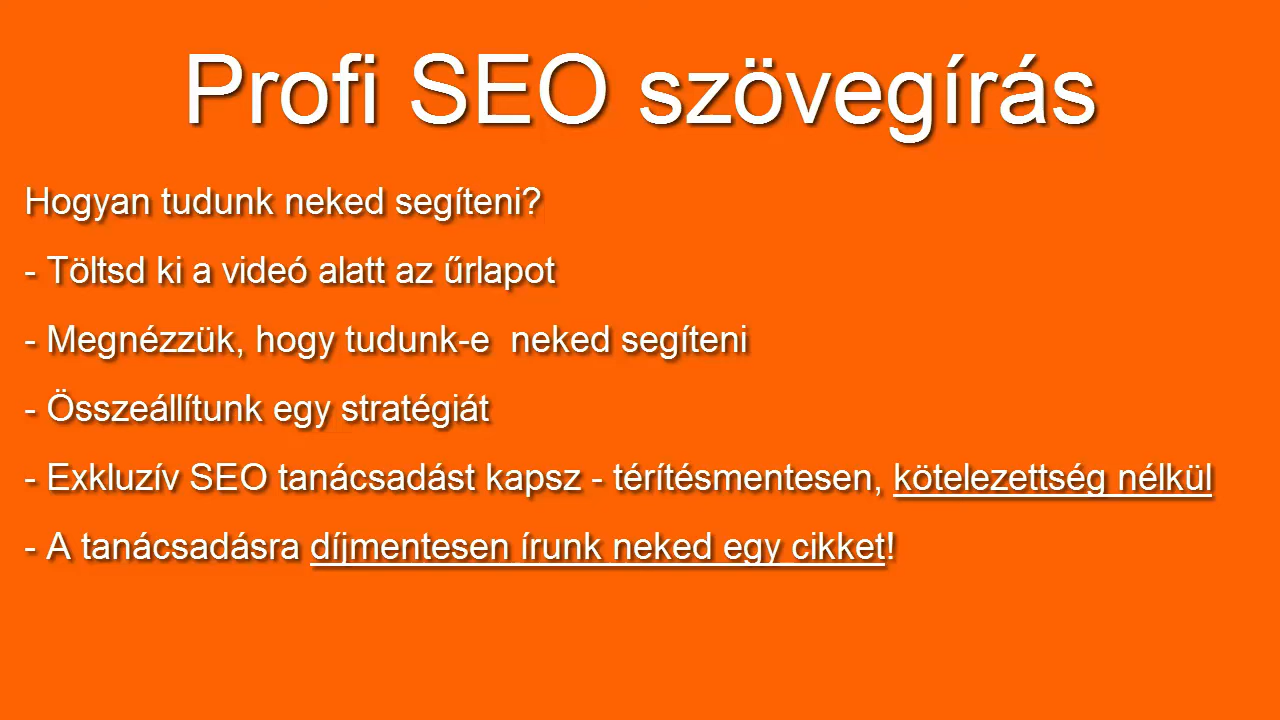 Profi SEO szövegírás
Hogyan tudunk neked segíteni?
- Töltsd ki a videó alatt az űrlapot
- Megnézzük, hogy tudunk-e  neked segíteni
- Összeállítunk egy stratégiát
- Exkluzív SEO tanácsadást kapsz - térítésmentesen, kötelezettség nélkül
- A tanácsadásra díjmentesen írunk neked egy cikket!